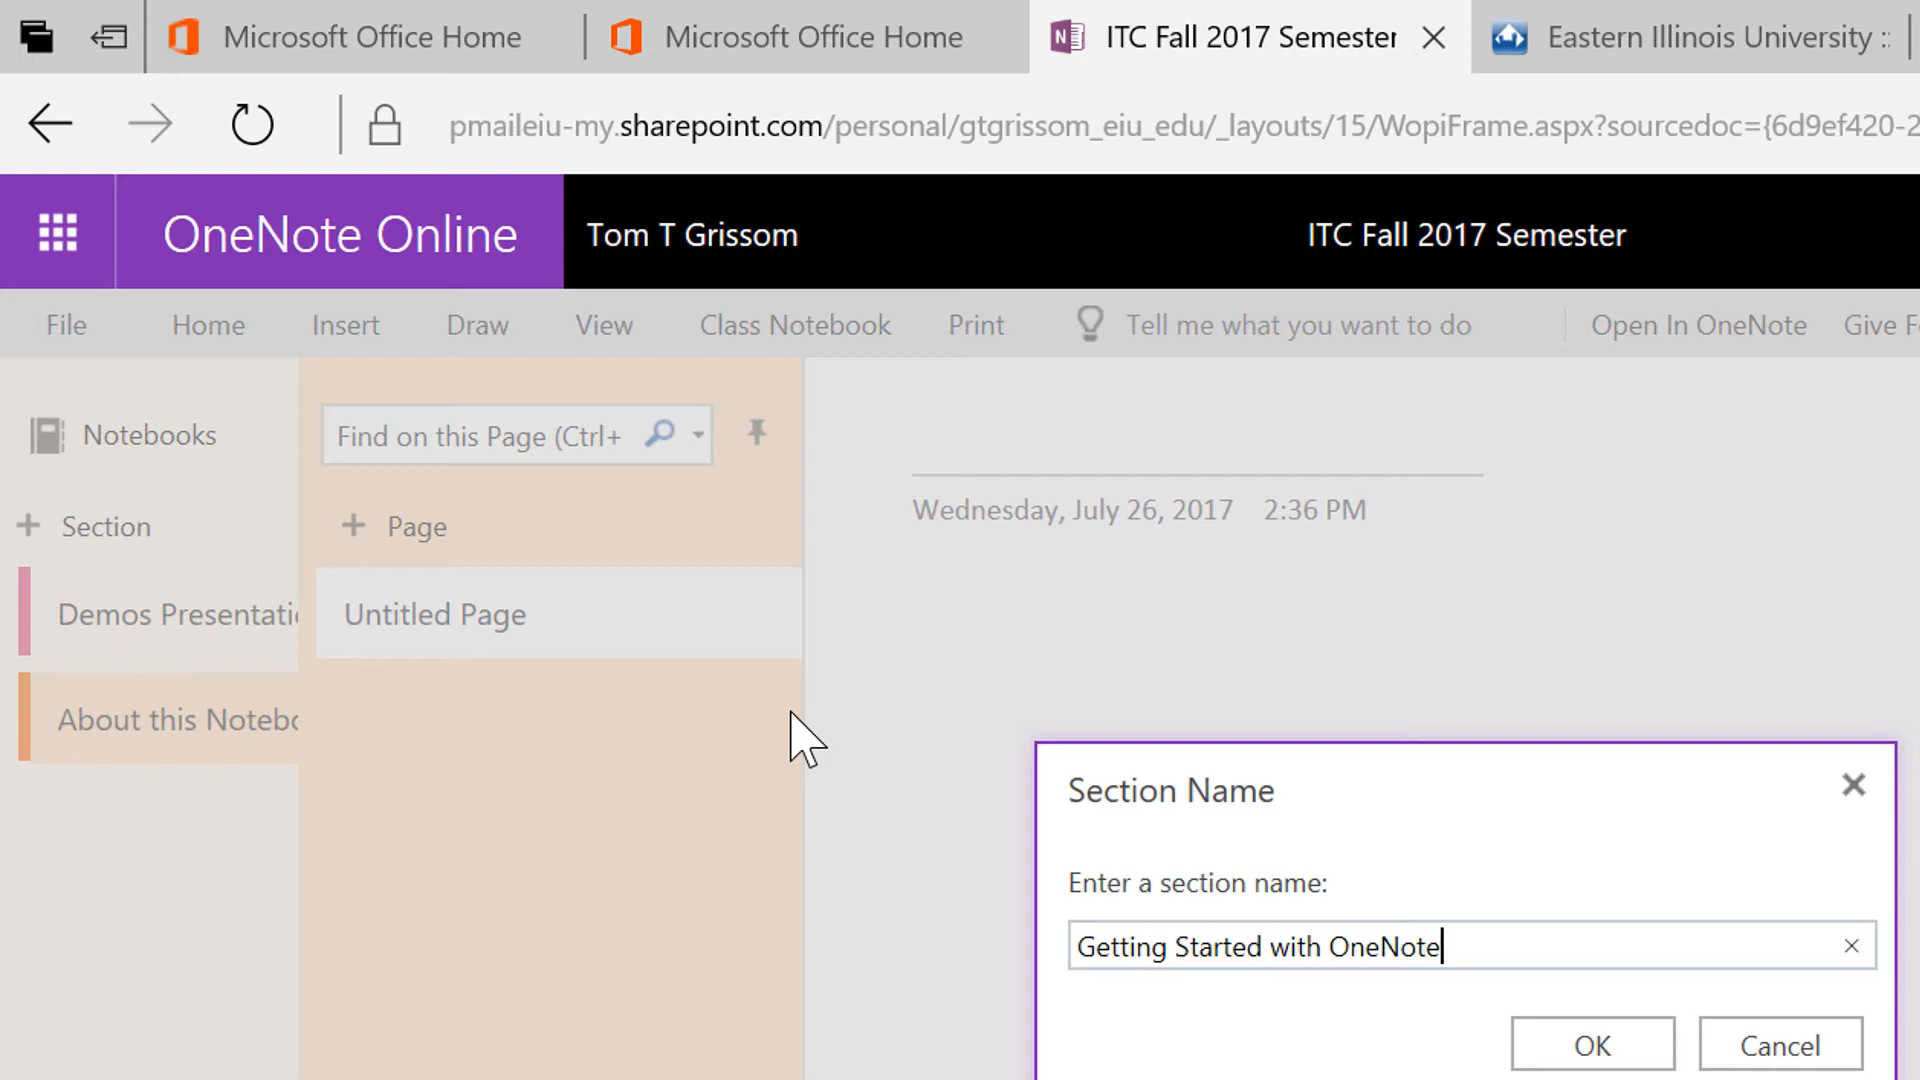 Microsoft Office Home
Microsoft Office Home
ITC Fall 2017 Semester
Eastern Illinois University ::
pmaileiu-my.sharepoint.com/personal/gtgrissom_eiu_edu/_layouts/15/WopiFrame.aspx?sourcedoc={6d9ef420-2
OneNote Online
Tom T Grissom
ITC Fall 2017 Semester
File
Home
Insert
Draw
View
Class Notebook
Print
Tell me what you want to do
Open In OneNote
Give F
Notebooks
Find on this Page (Ctrl+
+ Section
+ Page
Wednesday, July 26, 2017 2:36 PM
Demos Presentati
Untitled Page
About this Notebo
Section Name
Enter a section name:
Getting Started with OneNote
OK
Cancel